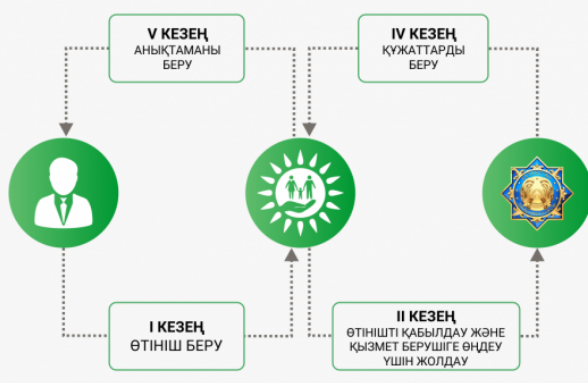 V КЕЗЕҢ
АНЫҚТАМАНЫ
БЕРУ
IV КЕЗЕҢ
ҚҰЖАТТАРДЫ
БЕРУ
I КЕЗЕҢ
ӨТІНІШ БЕРУ
II КЕЗЕҢ
ӨТІНІШТІ ҚАБЫЛДАУ ЖӘНЕ
ҚЫЗМЕТ БЕРУШІГЕ ӨҢДЕУ
ҮШІН ЖОЛДАУ